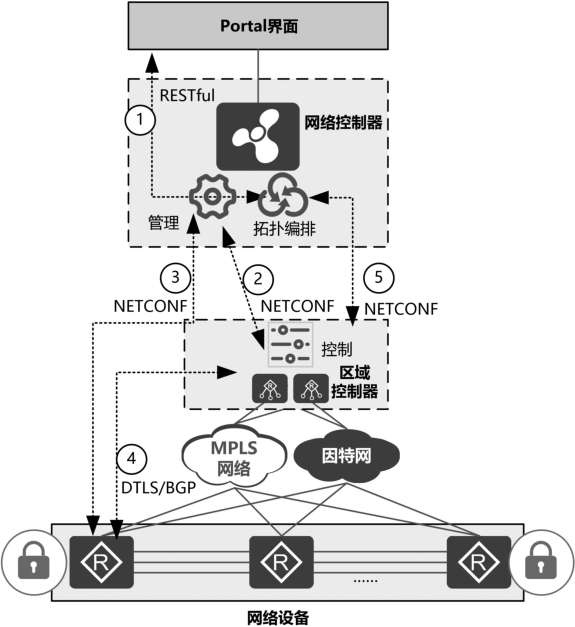 Portal界面
RESTful
1
网络控制器
管理
拓扑编排
3
2
5
NETCONF
NETCONF
NETCONF
控制
区域
控制器
R
R
MPLS
网络
因特网
4
DTLS/BGP
R
R
R
......
网络设备